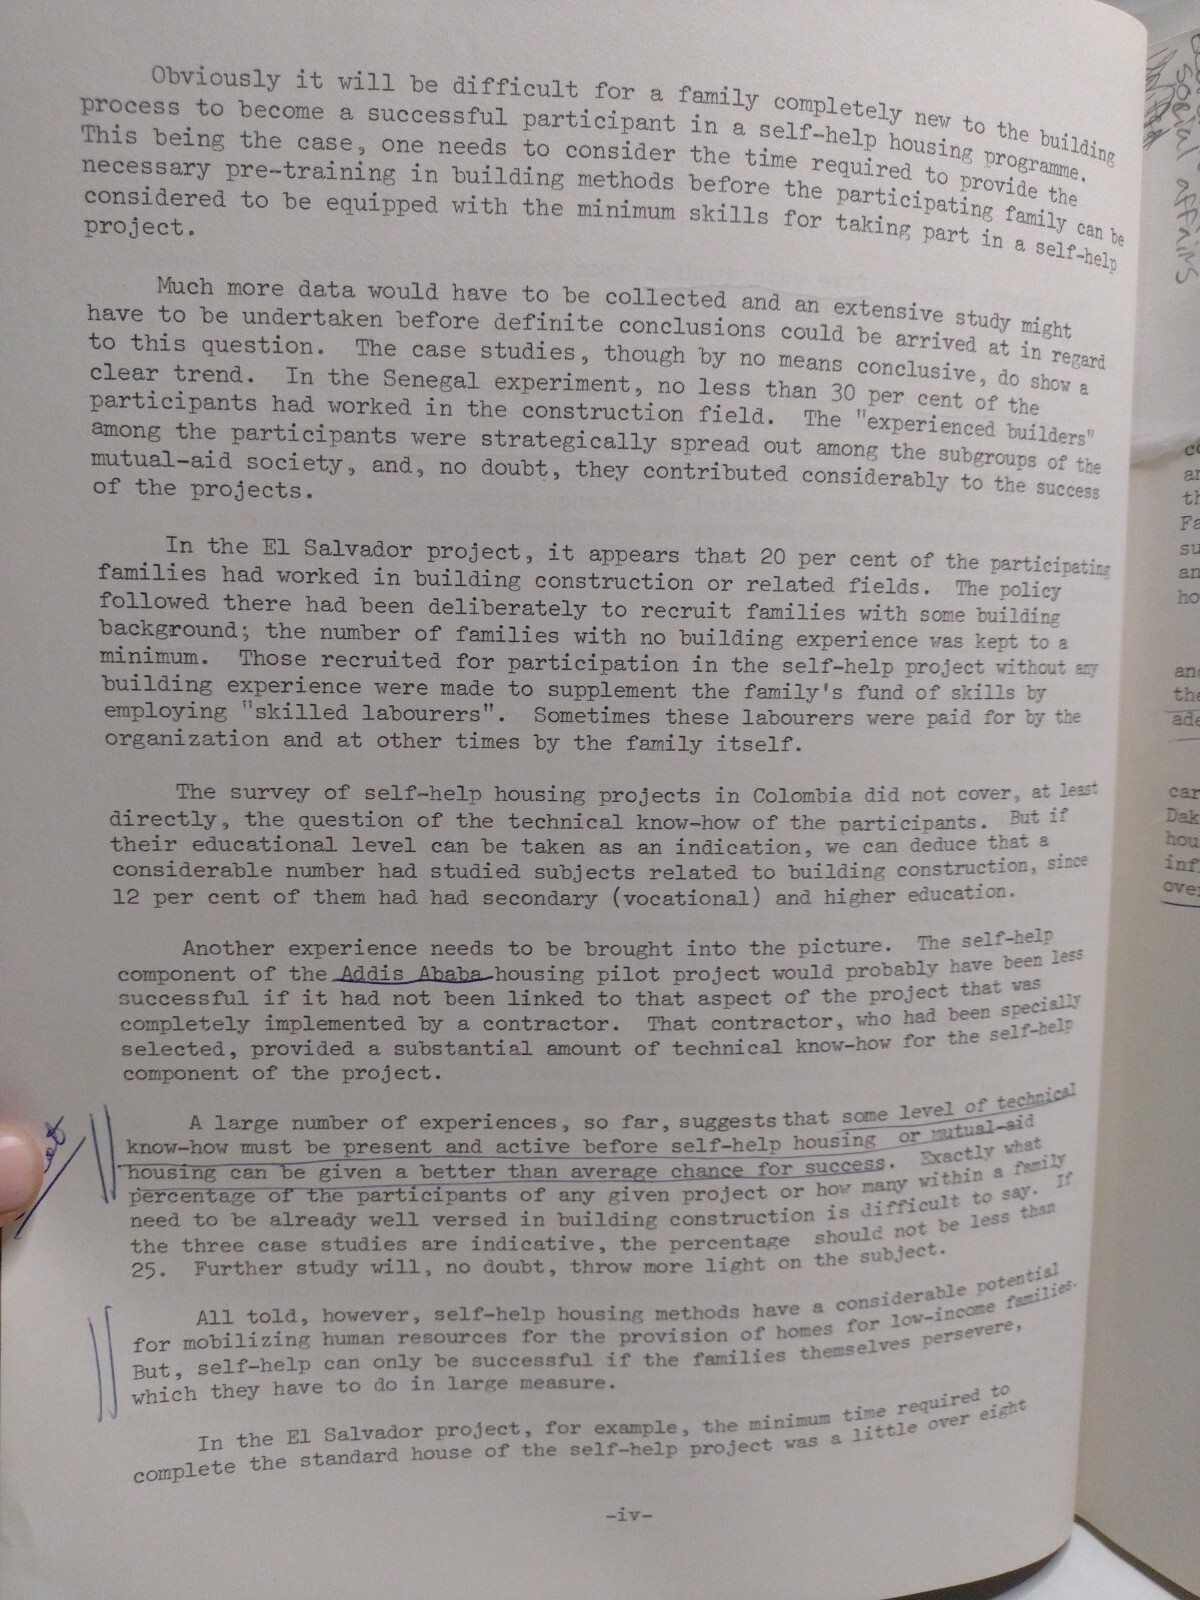 Obviously it will be difficult for a family completely new to the building
process to become a successful participant in a self-help housing programme.
This being the case, one needs to consider the time required to provide the
necessary pre-training in building methods before the participating family can be
considered to be equipped with the minimum skills for taking part in a self-help
project.
Much more data would have to be collected and an extensive study might
have to be undertaken before definite conclusions could be arrived at in regard
to this question. The case studies, though by no means conclusive, do show a
clear trend. In the Senegal experiment, no less than 30 per cent of the
participants had worked in the construction field. The "experienced builders"
among the participants were strategically spread out among the subgroups of the
mutual-aid society, and, no doubt, they contributed considerably to the success
of the projects.
In the El Salvador project, it appears that 20 per cent of the participating
families had worked in building construction or related fields. The policy
followed there had been deliberately to recruit families with some building
background; the number of families with no building experience was kept to a
minimum. Those recruited for participation in the self-help project without any
building experience were made to supplement the family's fund of skills by
employing "skilled labourers". Sometimes these labourers were paid for by the
organization and at other times by the family itself.
The survey of self-help housing projects in Colombia did not cover, at least
directly, the question of the technical know-how of the participants. But if
their educational level can be taken as an indication, we can deduce that a
considerable number had studied subjects related to building construction, since
12 per cent of them had had secondary (vocational) and higher education.
Another experience needs to be brought into the picture. The self-help
component of the Addis Ababa housing pilot project would probably have been less
successful if it had not been linked to that aspect of the project that was
completely implemented by a contractor. That contractor, who had been specially
selected, provided a substantial amount of technical know-how for the self-help
component of the project.
A large number of experiences, so far, suggests that some level of technical
know-how must be present and active before self-help housing or mutual-aid
housing can be given a better than average chance for success. Exactly what
percentage of the participants of any given project or how many within a family
need to be already well versed in building construction is difficult to say. If
the three case studies are indicative, the percentage should not be less than
25. Further study will, no doubt, throw more light on the subject.
All told, however, self-help housing methods have a considerable potential
for mobilizing human resources for the provision of homes for low-income families.
But, self-help can only be successful if the families themselves persevere,
which they have to do in large measure.
In the El Salvador project, for example, the minimum time required to
complete the standard house of the self-help project was a little over eight
-iv-
social affairs